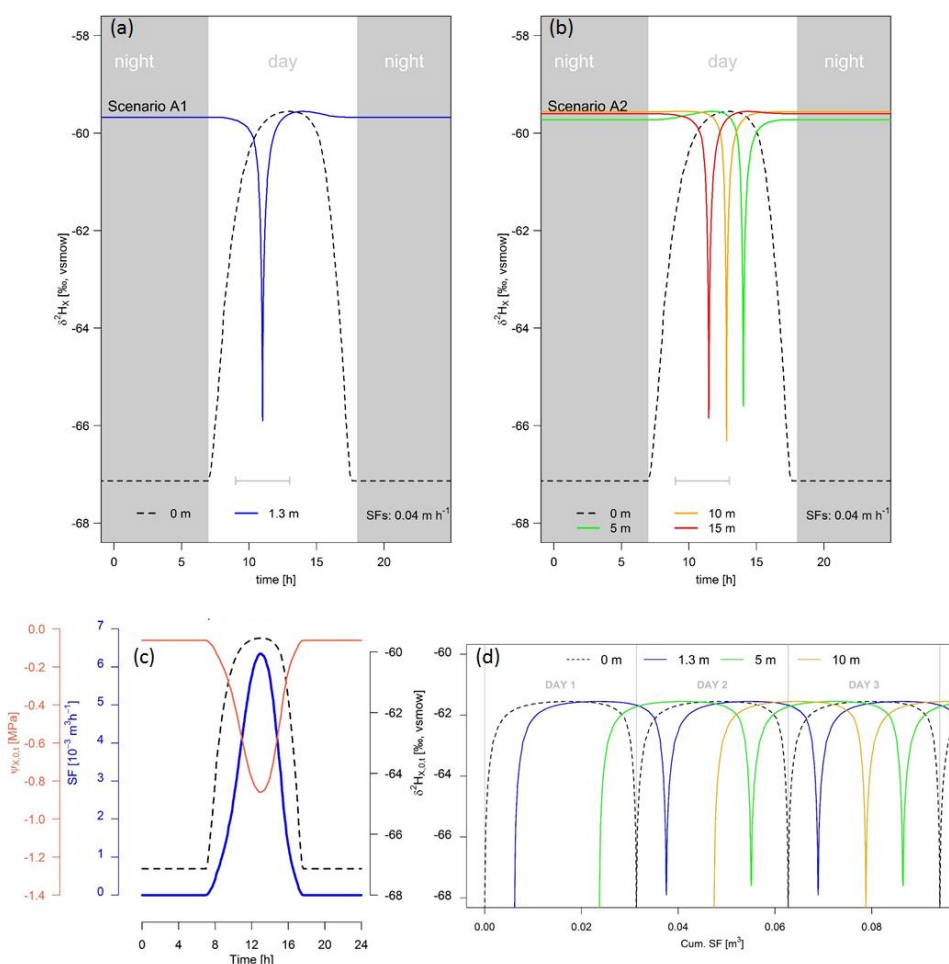 (a)
night
day
night
Scenario A1
-58
-60
-62
-64
-66
-68
δ²HX [‰, vsmow]
0 m
1.3 m
SFs: 0.04 m h⁻¹
0
5
10
15
20
time [h]
(b)
night
day
night
Scenario A2
-58
-60
-62
-64
-66
-68
δ²HX [‰, vsmow]
0 m
10 m
5 m
15 m
SFs: 0.04 m h⁻¹
0
5
10
15
20
time [h]
(c)
0.0
-0.2
-0.4
-0.6
-0.8
-1.0
-1.2
-1.4
ψX,0,t [MPa]
7
6
5
4
3
2
1
0
SF [10⁻³ m³h⁻¹]
-60
-62
-64
-66
-68
δ²HX,0,t [‰, vsmow]
0
4
8
12
16
20
24
Time [h]
(d)
0 m
1.3 m
5 m
10 m
DAY 1
DAY 2
DAY 3
-60
-62
-64
-66
-68
0.00
0.02
0.04
0.06
0.08
Cum. SF [m³]